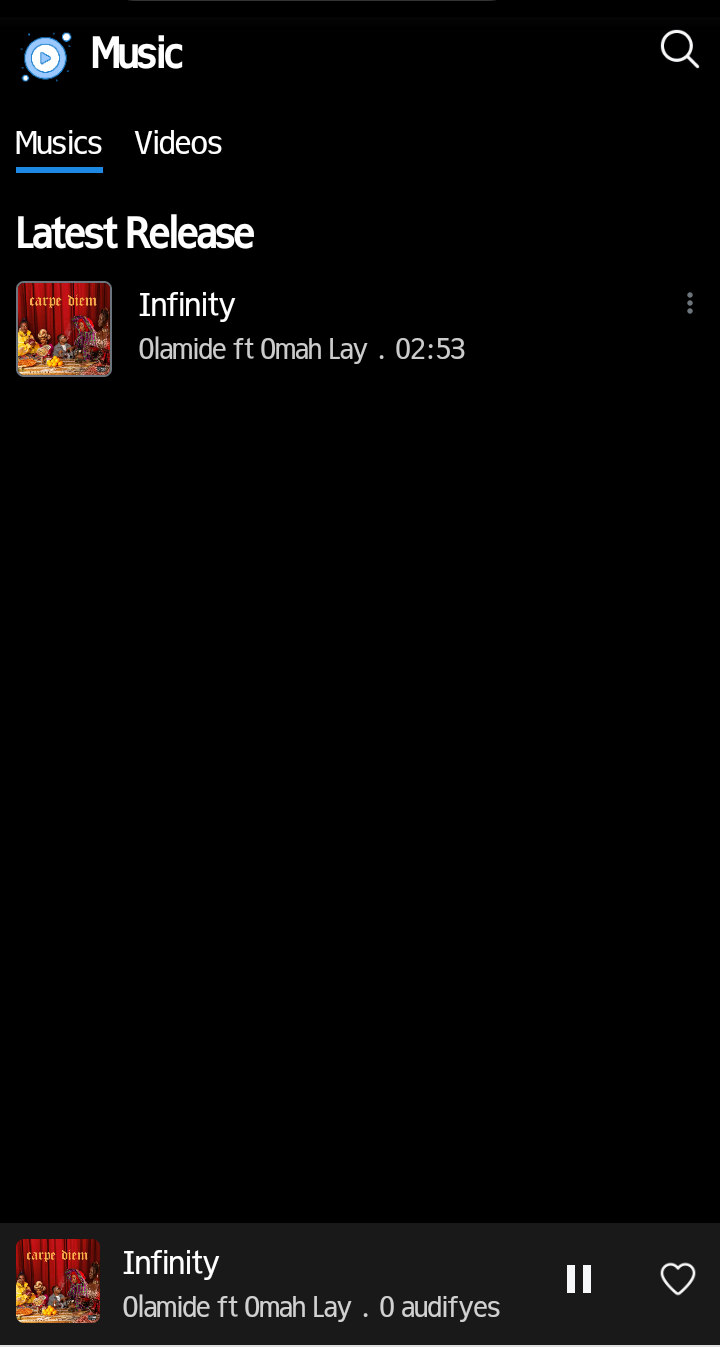 Music
Musics Videos
Latest Release
carpe diem
Infinity
Olamide ft Omah Lay . 02:53
carpe diem
Infinity
Olamide ft Omah Lay . 0 audifyes